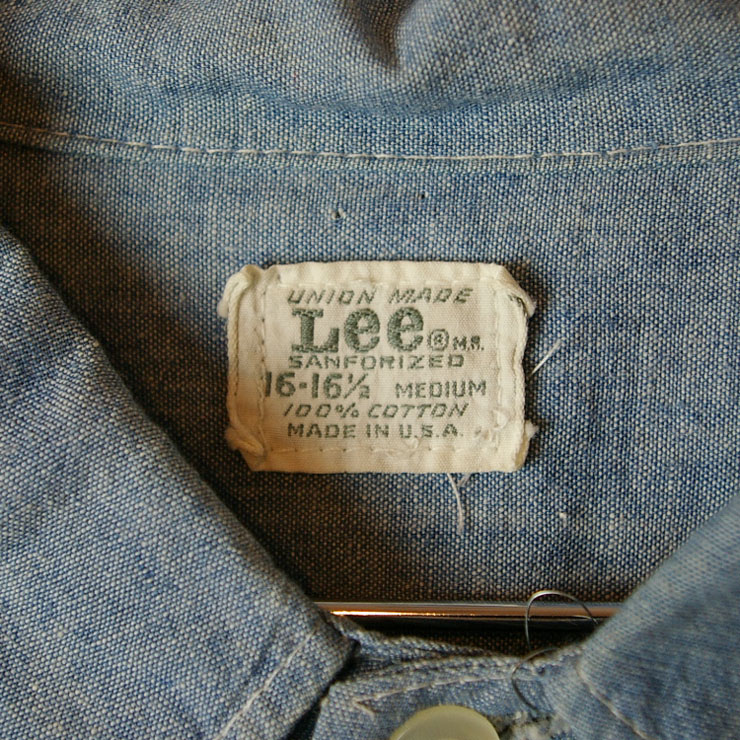 UNION MADE
Lee ® M.R.
SANFORIZED
16-16½ MEDIUM
100% COTTON
MADE IN U.S.A.